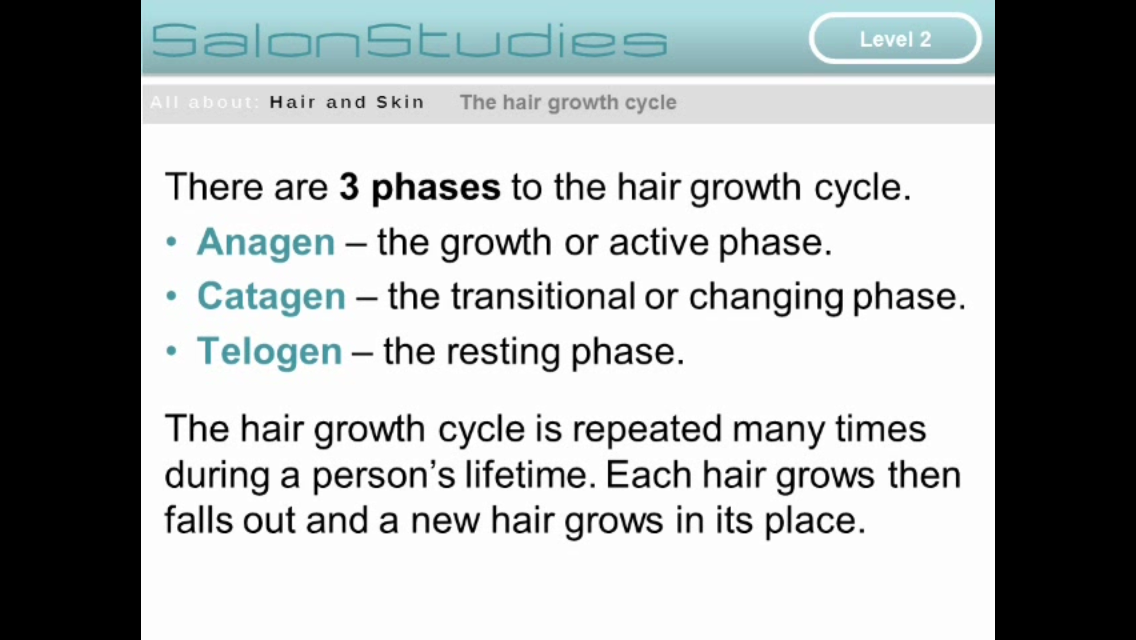 SalonStudies
Level 2
All about: Hair and Skin The hair growth cycle
There are 3 phases to the hair growth cycle.
• Anagen – the growth or active phase.
• Catagen – the transitional or changing phase.
• Telogen – the resting phase.
The hair growth cycle is repeated many times
during a person’s lifetime. Each hair grows then
falls out and a new hair grows in its place.